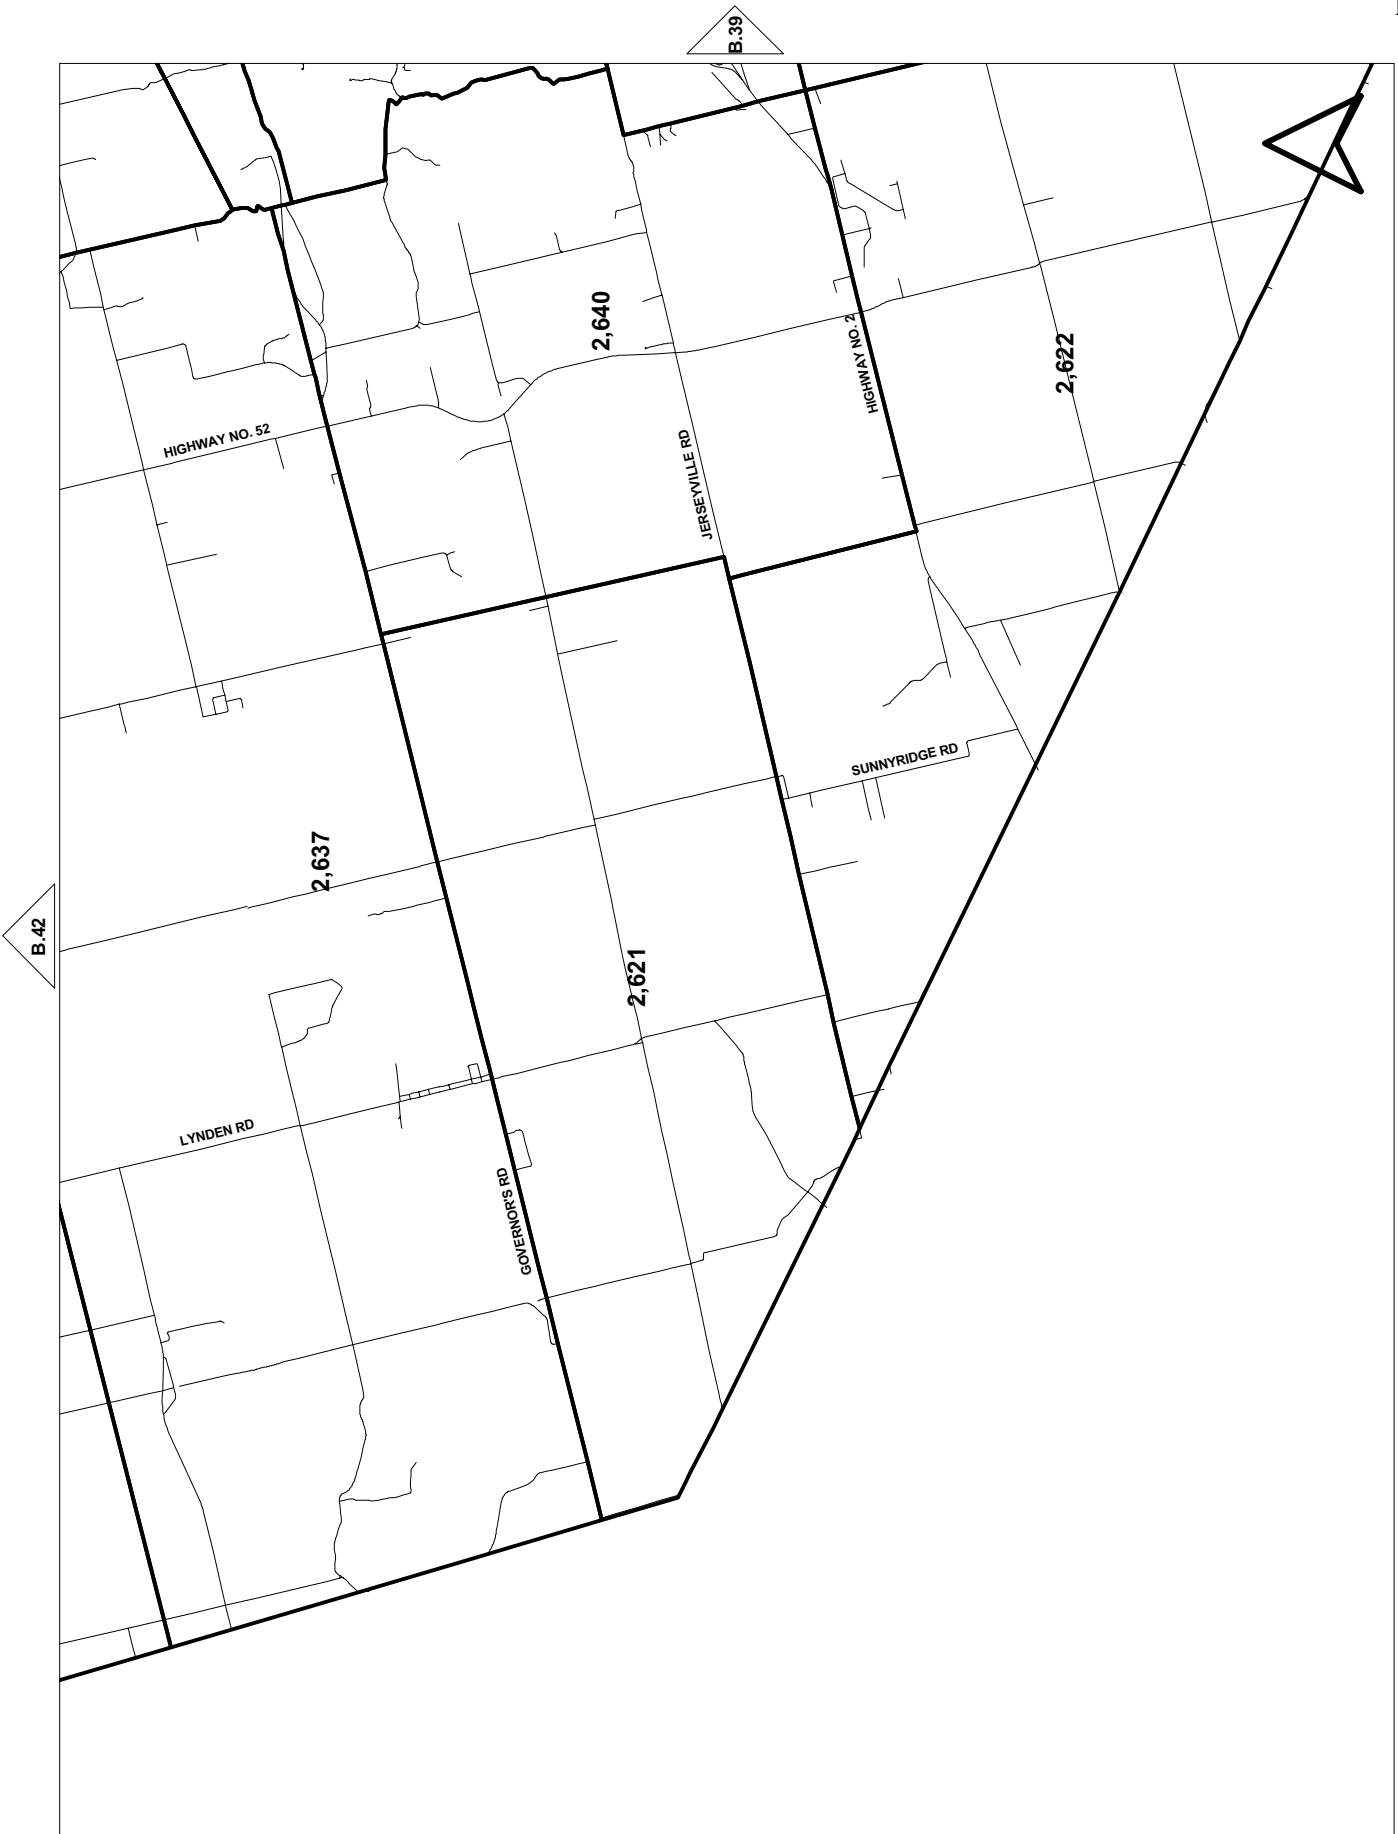 B.39
2,640
HIGHWAY NO. 2
2,622
HIGHWAY NO. 52
JERSEYVILLE RD
SUNNYRIDGE RD
2,637
B.42
2,621
LYNDEN RD
GOVERNOR'S RD